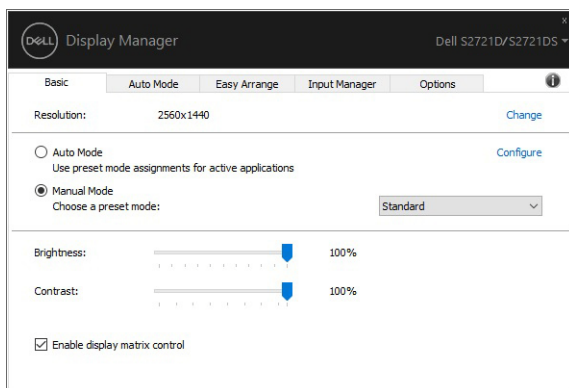 DELL Display Manager
x
Dell S2721D/S2721DS
Basic Auto Mode Easy Arrange Input Manager Options i
Resolution: 2560x1440 Change
Auto Mode Configure
Use preset mode assignments for active applications
Manual Mode
Choose a preset mode: Standard
Brightness: 100%
Contrast: 100%
Enable display matrix control